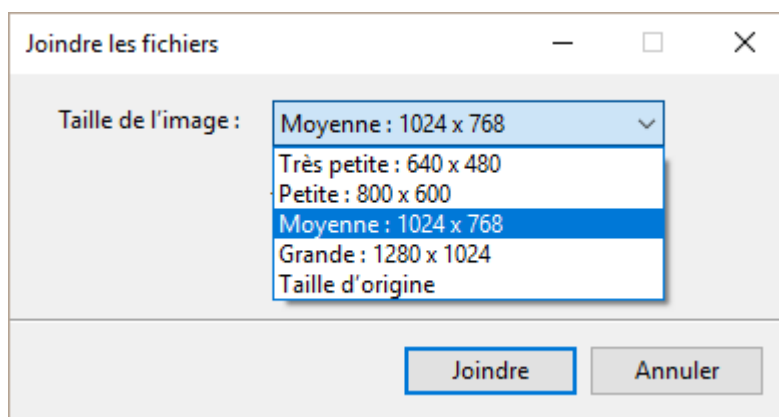 Joindre les fichiers
Taille de l'image : Moyenne : 1024 x 768
Très petite : 640 x 480
Petite : 800 x 600
Moyenne : 1024 x 768
Grande : 1280 x 1024
Taille d'origine
Joindre Annuler